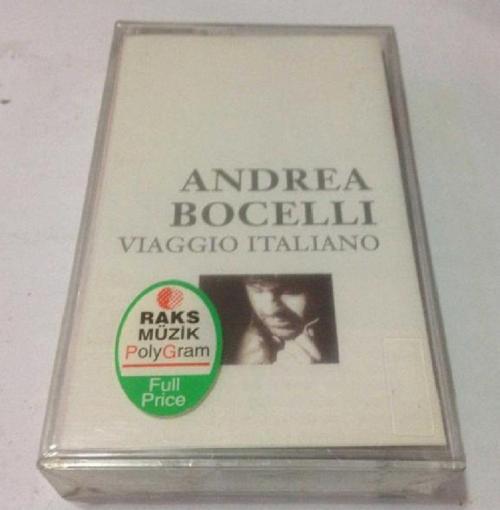 ANDREA
BOCELLI
VIAGGIO ITALIANO
RAKS
MÜZİK
PolyGram
Full
Price